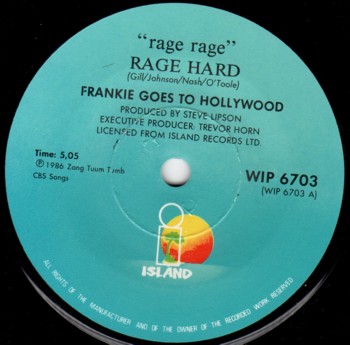 "rage rage"
RAGE HARD
(Gill/Johnson/Nash/O'Toole)
FRANKIE GOES TO HOLLYWOOD
PRODUCED BY STEVE LIPSON
EXECUTIVE PRODUCER: TREVOR HORN
LICENSED FROM ISLAND RECORDS LTD.
Time: 5,05
℗ 1986 Zang Tuum Tumb
CBS Songs
WIP 6703
(WIP 6703 A)
i
ISLAND
ALL RIGHTS OF THE MANUFACTURER AND OF THE OWNER OF THE RECORDED WORK RESERVED